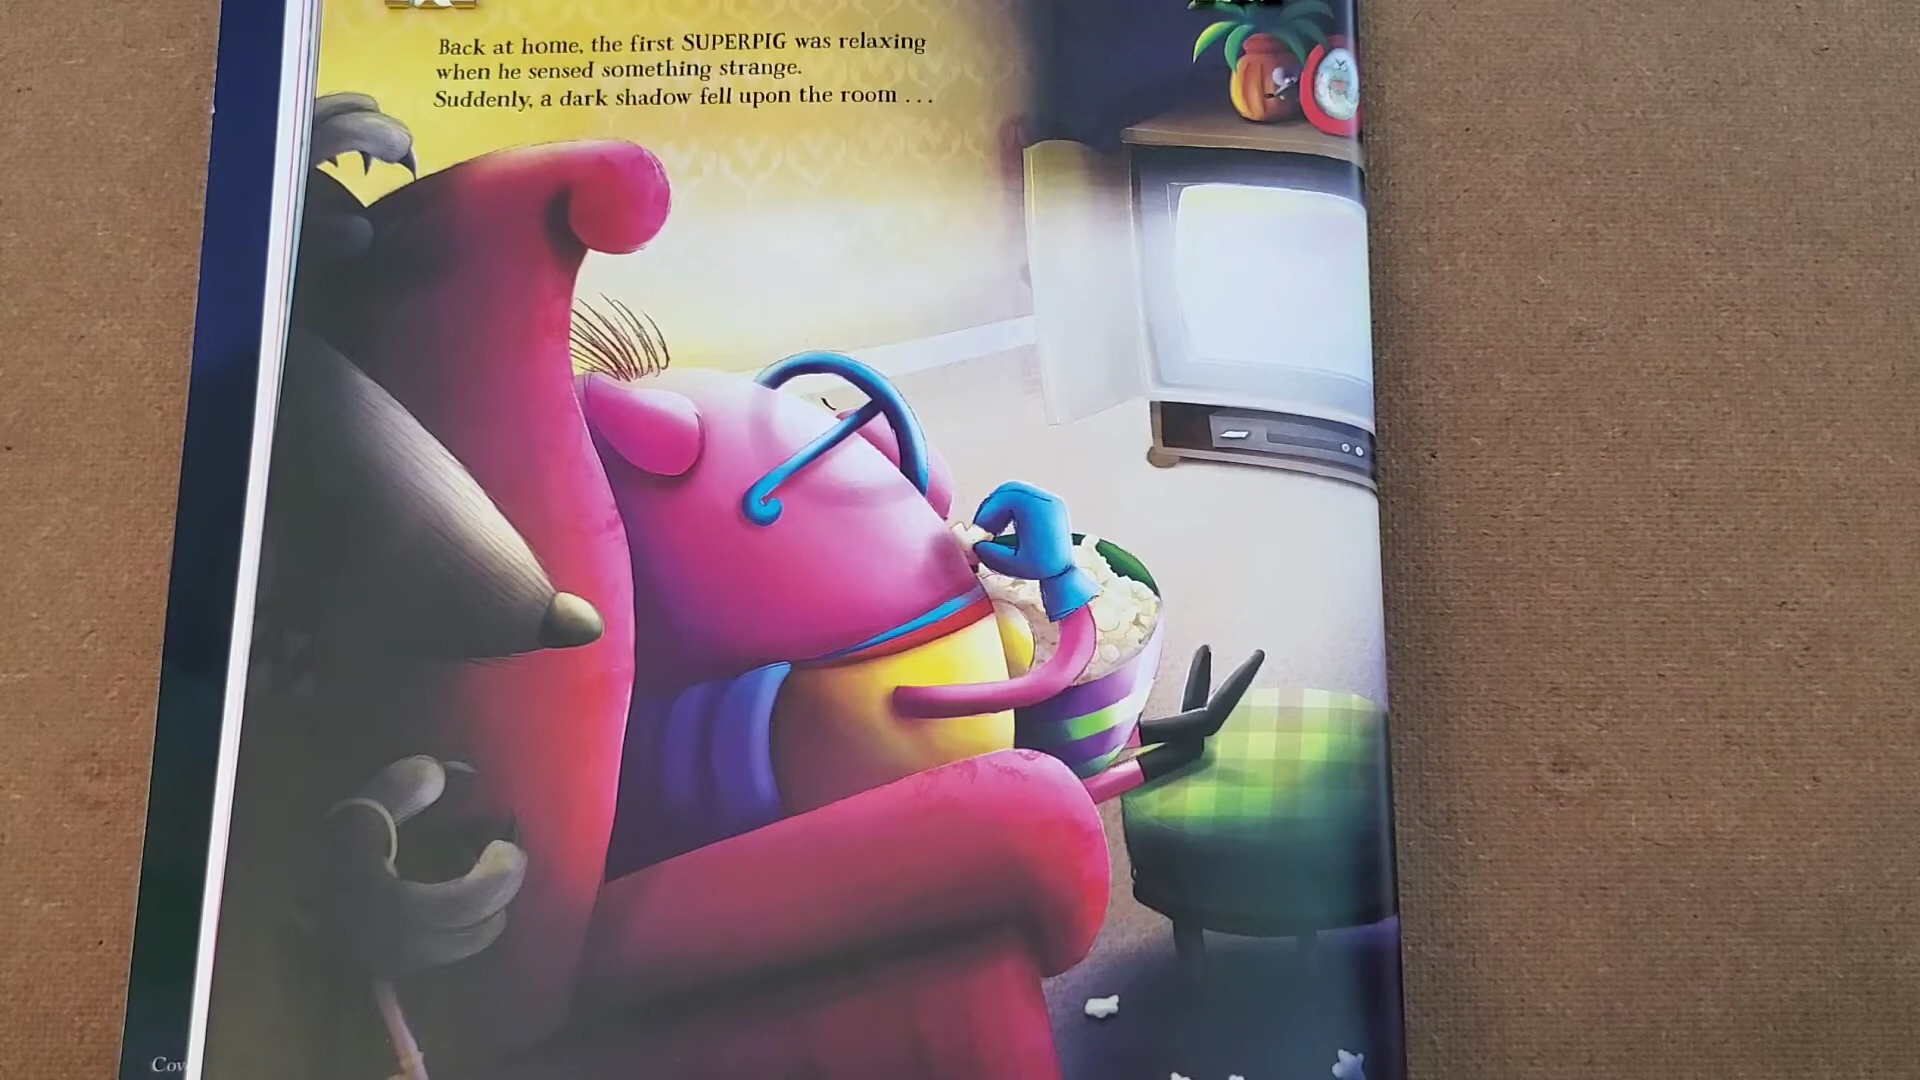 Back at home, the first SUPERPIG was relaxing
when he sensed something strange.
Suddenly, a dark shadow fell upon the room ...
Cov